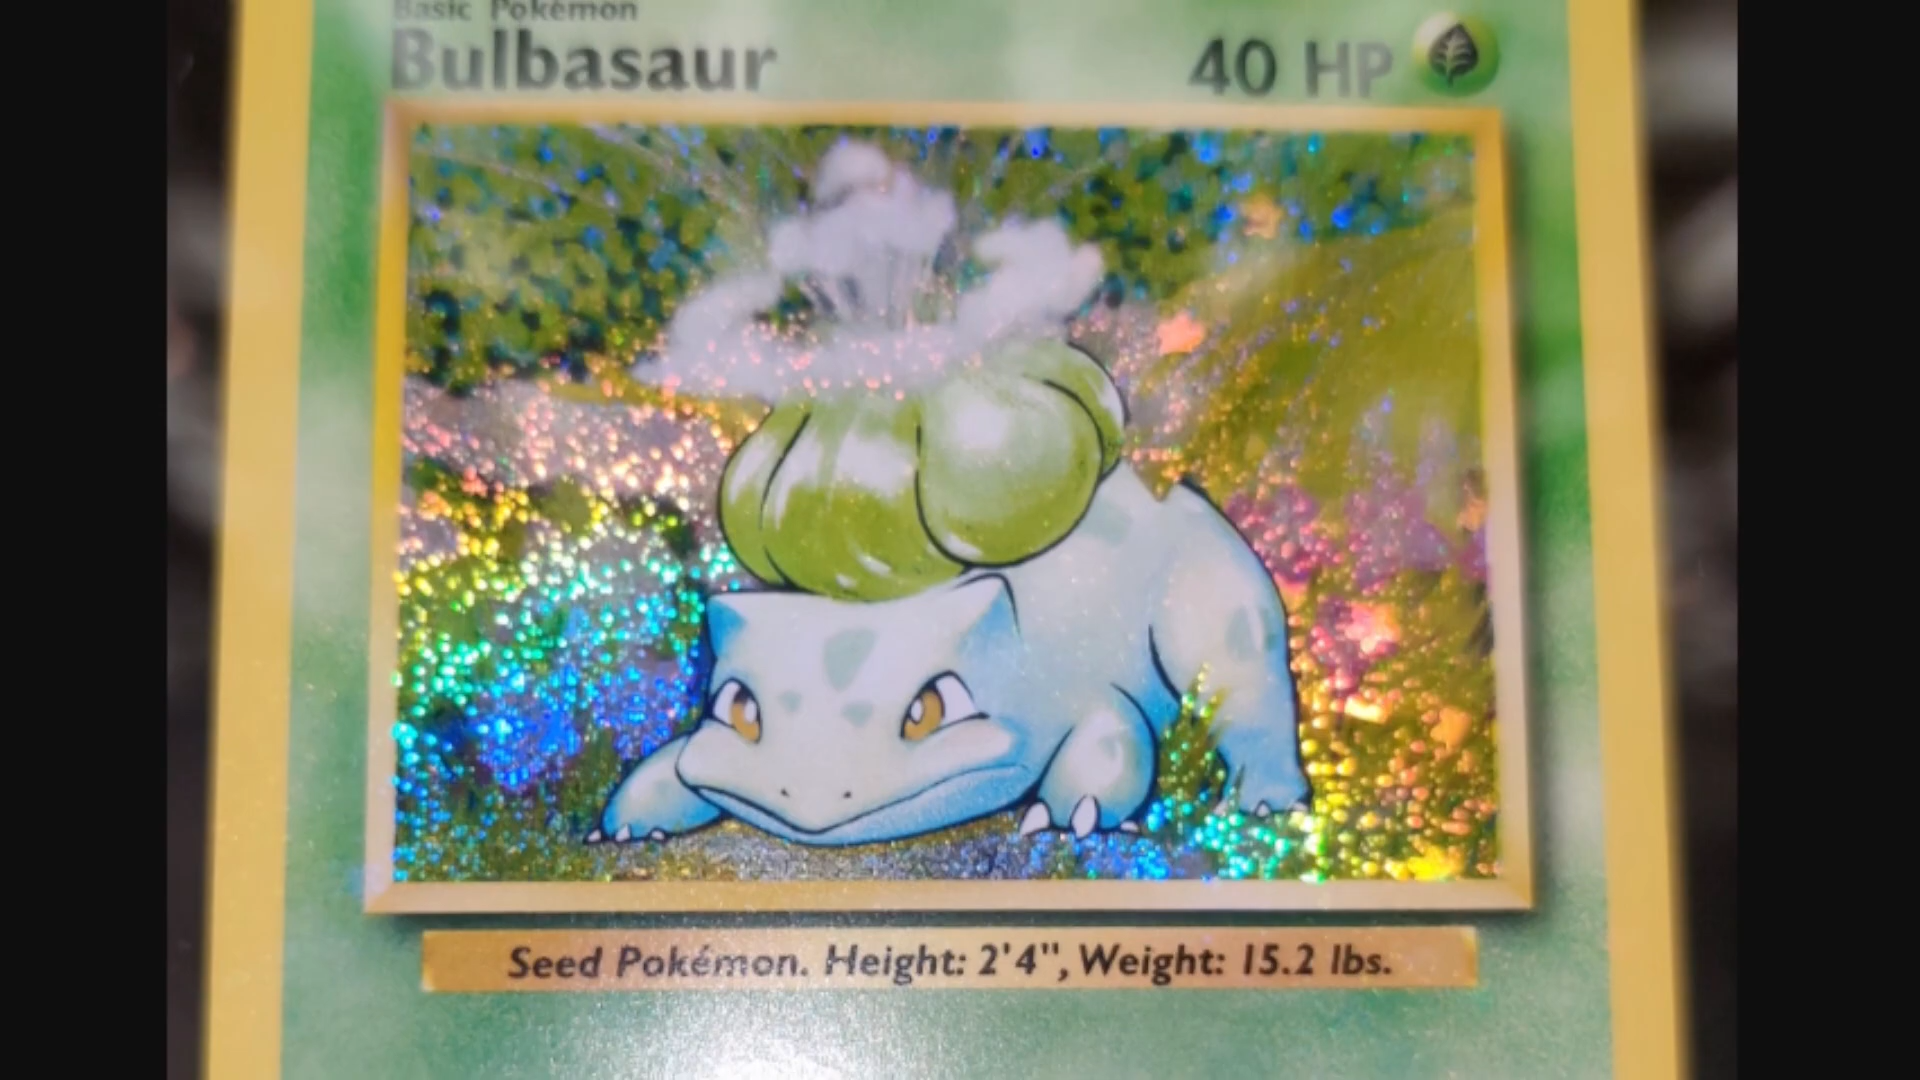 Basic Pokémon
Bulbasaur
40 HP
Seed Pokémon. Height: 2'4", Weight: 15.2 lbs.